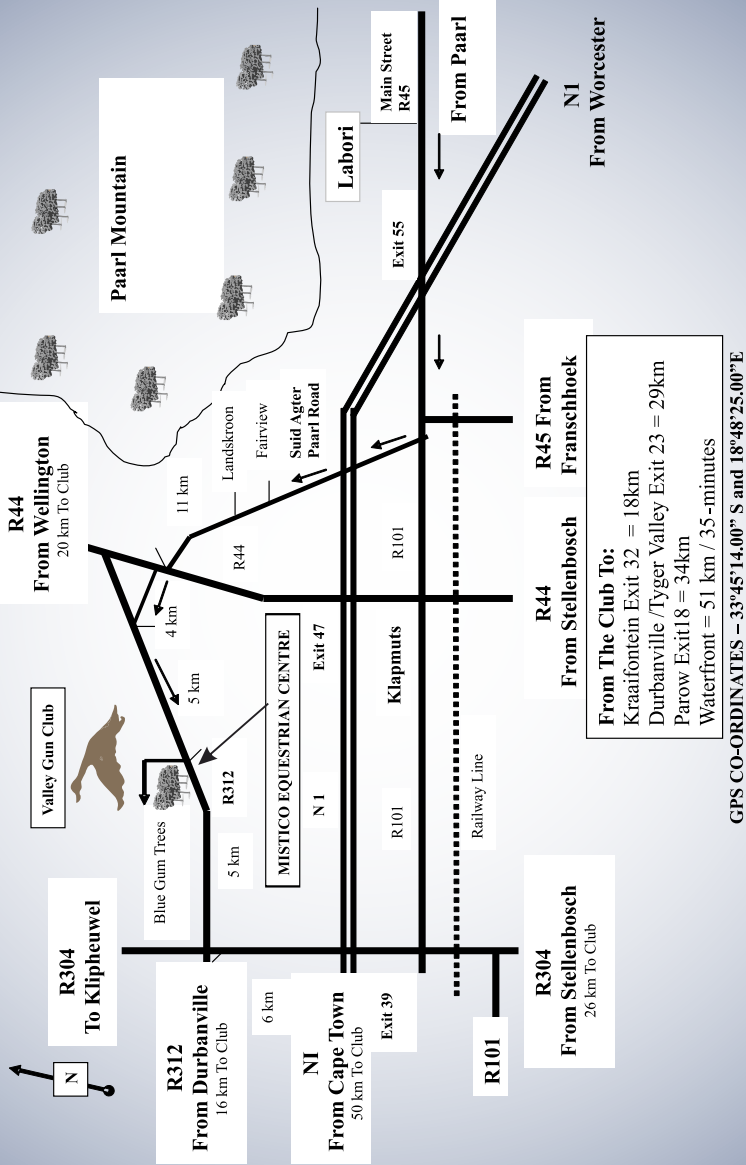 N
R304
To Klipheuwel
Valley Gun Club
R44
From Wellington
20 km To Club
Paarl Mountain
Blue Gum Trees
R312
From Durbanville
16 km To Club
5 km
R312
5 km
4 km
11 km
R44
Landskroon
Fairview
Suid Agter
Paarl Road
Labori
Main Street
R45
6 km
MISTICO EQUESTRIAN CENTRE
NI
From Cape Town
50 km To Club
N 1
Exit 47
Exit 39
R101
Klapmuts
R101
Exit 55
From Paarl
Railway Line
N1
From Worcester
R101
R304
From Stellenbosch
26 km To Club
R44
From Stellenbosch
R45 From
Franschhoek
From The Club To:
Kraaifontein Exit 32 = 18km
Durbanville /Tyger Valley Exit 23 = 29km
Parow Exit18 = 34km
Waterfront = 51 km / 35 -minutes
GPS CO-ORDINATES – 33º45’14.00” S and 18º48’25.00”E